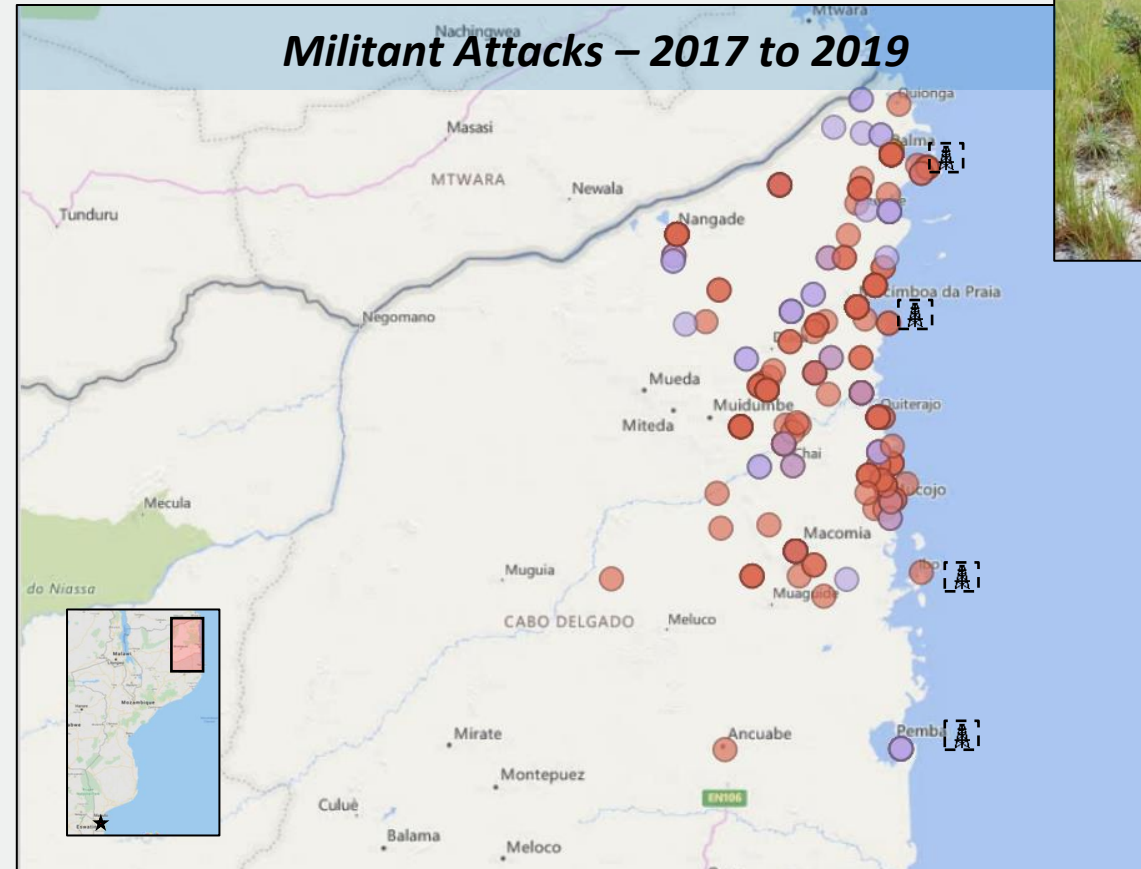 Mtwara
Nachingwea
Militant Attacks – 2017 to 2019
Quionga
Masasi
Palma
MTWARA
Newala
Tunduru
Nangade
Mocimboa da Praia
Negomano
Mueda
Muidumbe
Quiterajo
Miteda
Chai
Mucojo
Mecula
Macomia
Muguia
Ibo
do Niassa
Muaguide
CABO DELGADO
Meluco
Malawi
Mozambique
Pemba
Mirate
Ancuabe
Montepuez
EN106
Culuè
Balama
Meloco